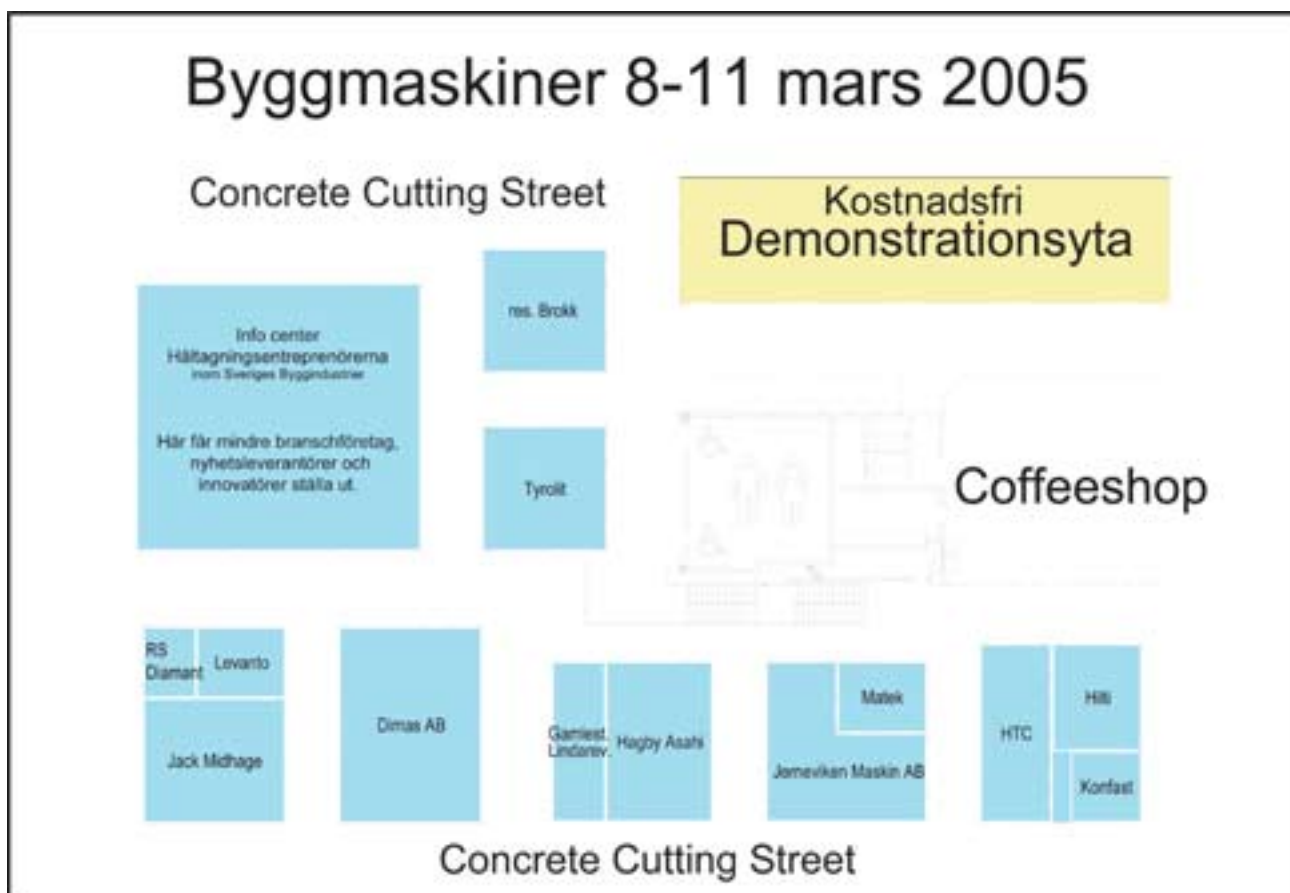 Byggmaskiner 8-11 mars 2005
Concrete Cutting Street
Kostnadsfri
Demonstrationsyta
res. Brokk
Info center
Håltagningsentreprenörerna
inom Sveriges Byggindustrier
Här får mindre branschföretag,
nyhetsleverantörer och
innovatörer ställa ut.
Tyrolit
Coffeeshop
RS
Diamant
Levanto
Jack Midhage
Dimas AB
Gamlest.
Lindarev.
Hagby Asahi
Matek
Jerneviken Maskin AB
HTC
Hilti
Konfast
Concrete Cutting Street